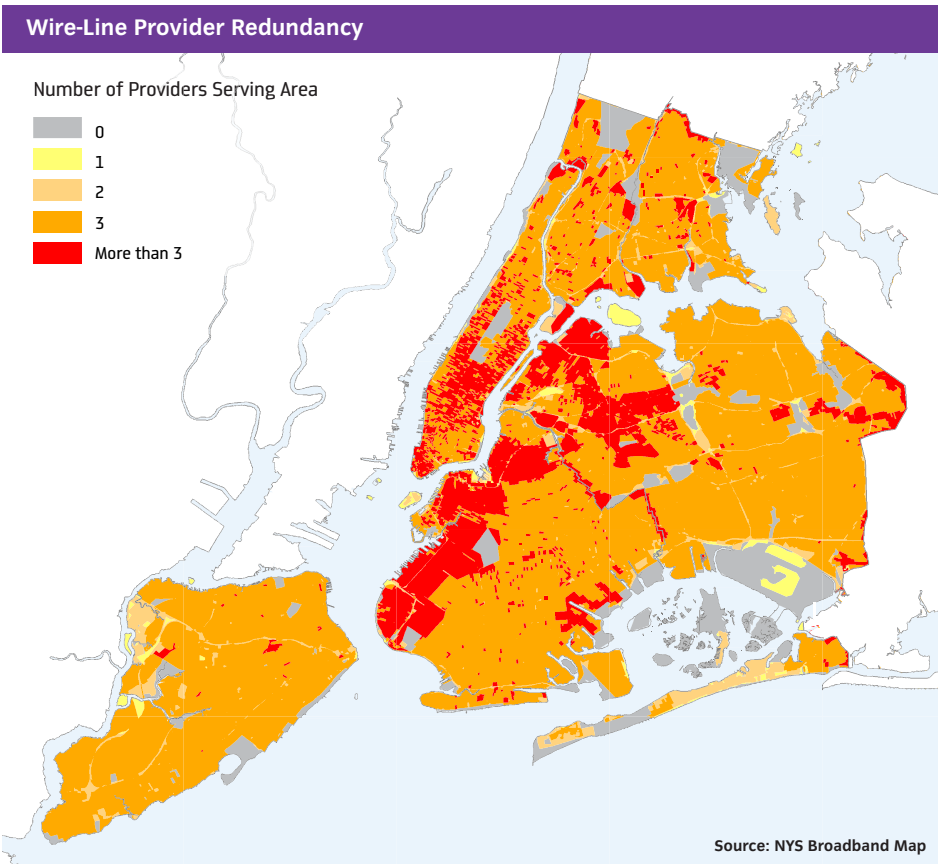 Wire-Line Provider Redundancy
Number of Providers Serving Area
0
1
2
3
More than 3
Source: NYS Broadband Map